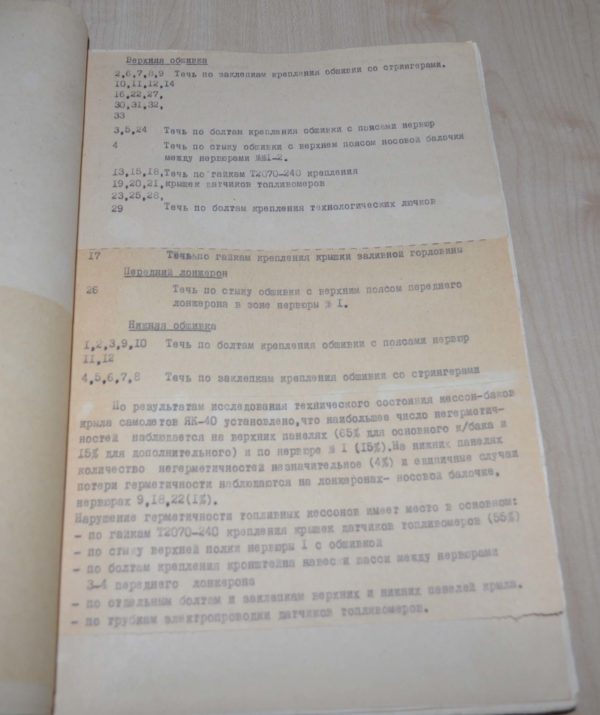 Верхняя обшивка
2,6,7,8,9 Течь по заклепкам крепления обшивки со стрингерами.
10,11,12,14
16,22,27,
30,31,32,
33
3,5,24 Течь по болтам крепления обшивки с поясами нервюр
4 Течь по стыку обшивки с верхнем поясом носовой балочки
между нервюрами №№1-2.
13,15,18, Течь по гайкам Т2070-240 крепления
19,20,21, крышек датчиков топливомеров
23,25,28,
29 Течь по болтам крепления технологических лючков
17 Течь по гайкам крепления крышки заливной горловины
Передний лонжерон
26 Течь по стыку обшивки с верхним поясом переднего
лонжерона в зоне нервюры № I.
Нижняя обшивка
1,2,3,9,10 Течь по болтам крепления обшивки с поясами нервюр
11,12
4,5,6,7,8 Течь по заклепкам крепления обшивки со стрингерами
По результатам исследования технического состояния кессон-баков
крыла самолетов ЯК-40 установлено,что наибольшее число негерметич-
ностей наблюдается на верхних панелях (65% для основного к/бака и
15% для дополнительного) и по нервюре № I (15%).На нижних панелях
количество негерметичностей незначительное (4%) и единичные случаи
потери герметичности наблюдаются на лонжеронах- носовой балочке,
нервюрах 9,18,22(1%).
Нарушение герметичности топливных кессонов имеет место в основном:
- по гайкам Т2070-240 крепления крышек датчиков топливомеров (55%)
- по стыку верхней полки нервюры I с обшивкой
- по болтам крепления кронштейна навески шасси между нервюрами
3-4 переднего лонжерона
- по отдельным болтам и заклепкам верхних и нижних панелей крыла.
- по трубкам электропроводки датчиков топливомеров.